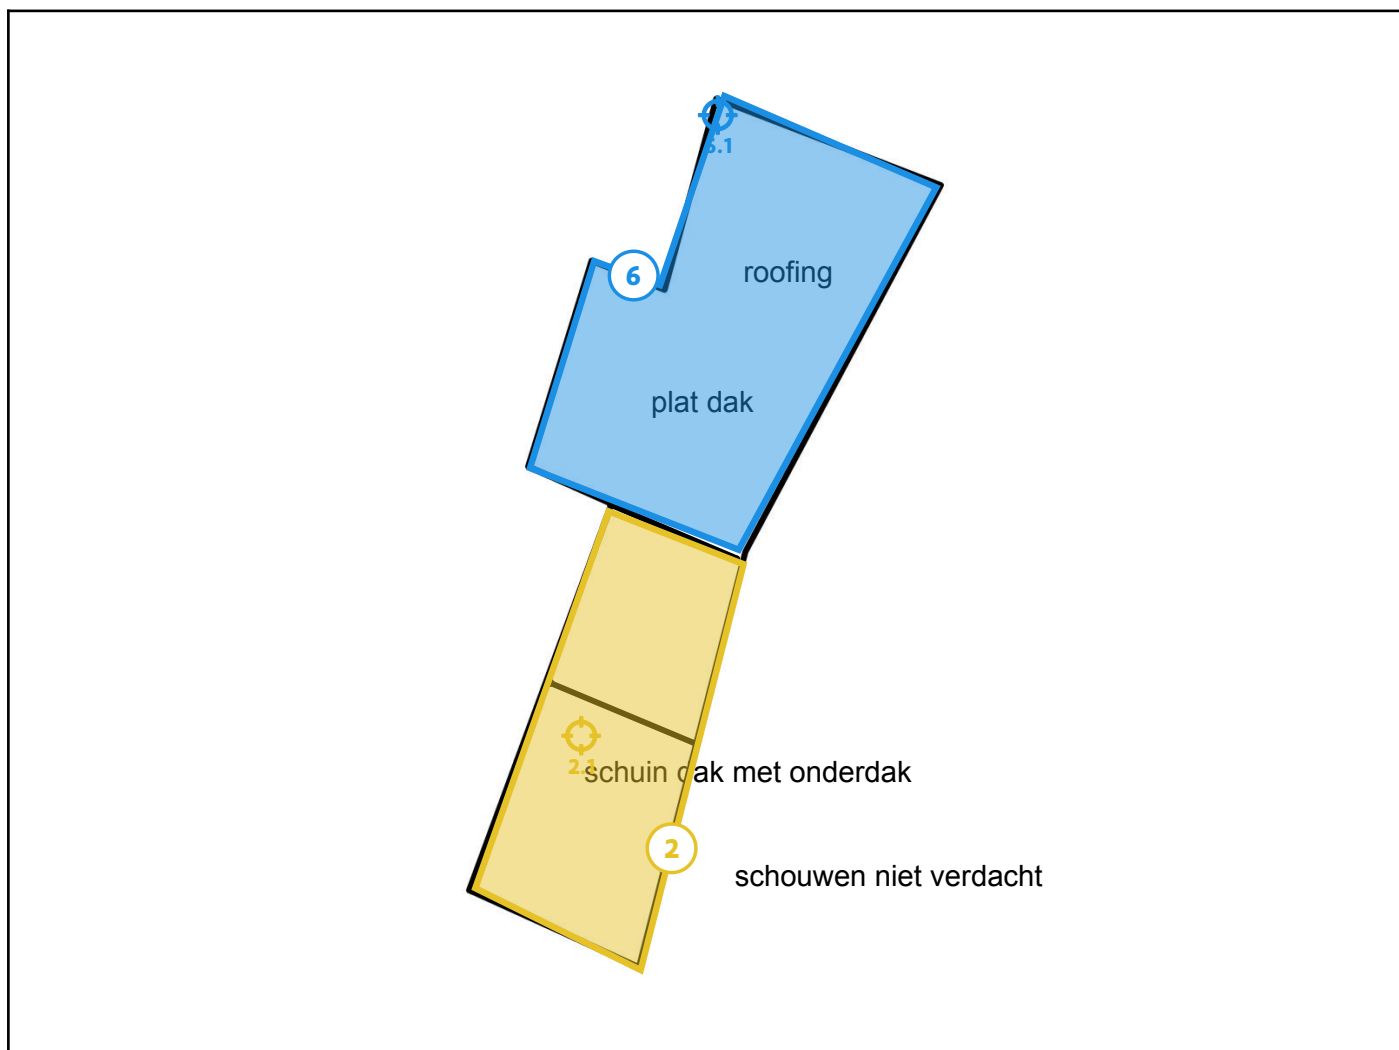 6.1
6
roofing
plat dak
2.1
schuin dak met onderdak
2
schouwen niet verdacht